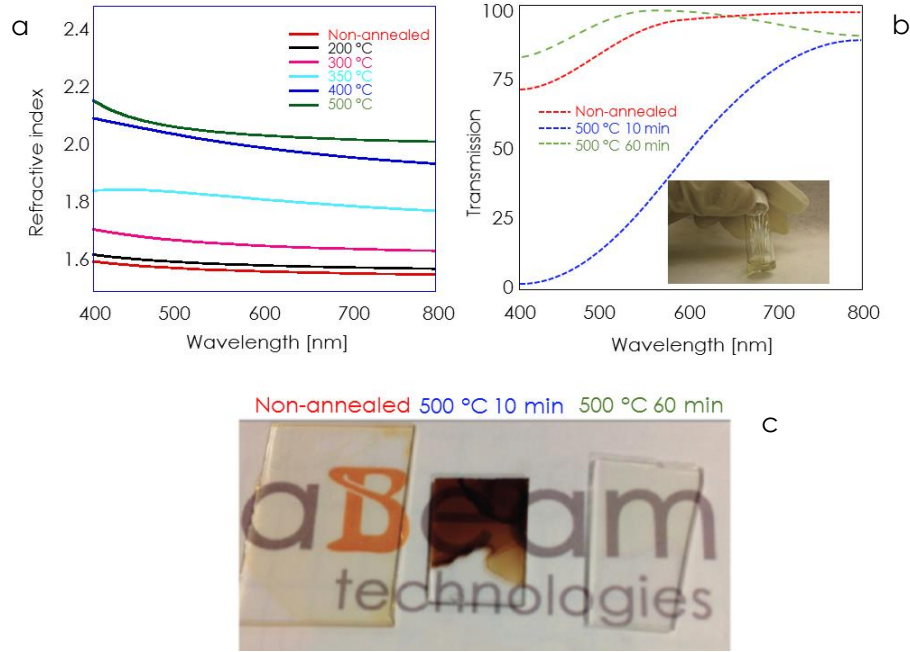 a
2.4
2.2
2.0
1.8
1.6
Refractive index
Non-annealed
200 °C
300 °C
350 °C
400 °C
500 °C
400 500 600 700 800
Wavelength [nm]
b
100
75
50
25
0
Transmission
Non-annealed
500 °C 10 min
500 °C 60 min
400 500 600 700 800
Wavelength [nm]
Non-annealed 500 °C 10 min 500 °C 60 min
c
aBeam
technologies